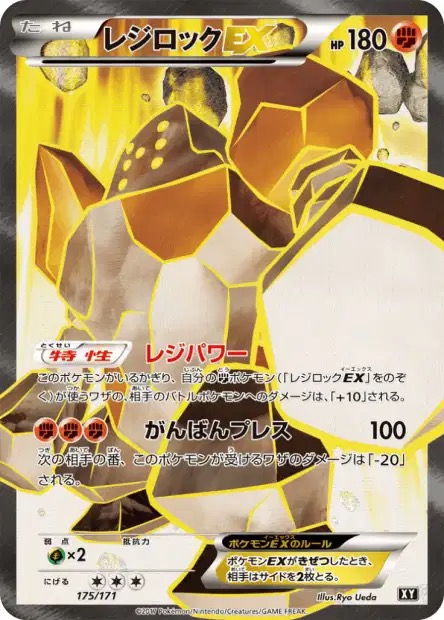 たね
レジロックEX
HP 180
とくせい
特性 レジパワー
このポケモンがいるかぎり、自分の[闘]ポケモン(「レジロックEX」をのぞ
く)が使うワザの、相手のバトルポケモンへのダメージは、「+10」される。
がんばんプレス 100
次の相手の番、このポケモンが受けるワザのダメージは「-20」
される。
弱点 抵抗力
×2
にげる
175/171
ポケモンEXのルール
ポケモンEXがきぜつしたとき、
相手はサイドを2枚とる。
Illus.Ryo Ueda
XY
©2017 Pokémon/Nintendo/Creatures/GAME FREAK